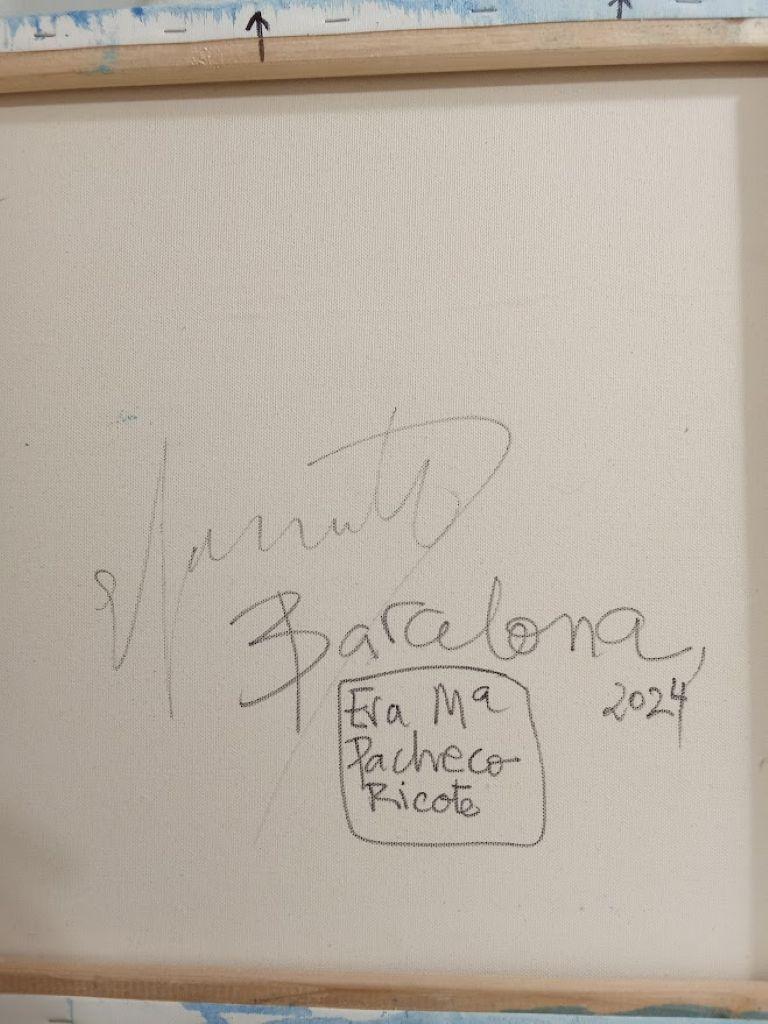 Barcelona,
2024
Eva Mª
Pacheco
Ricote